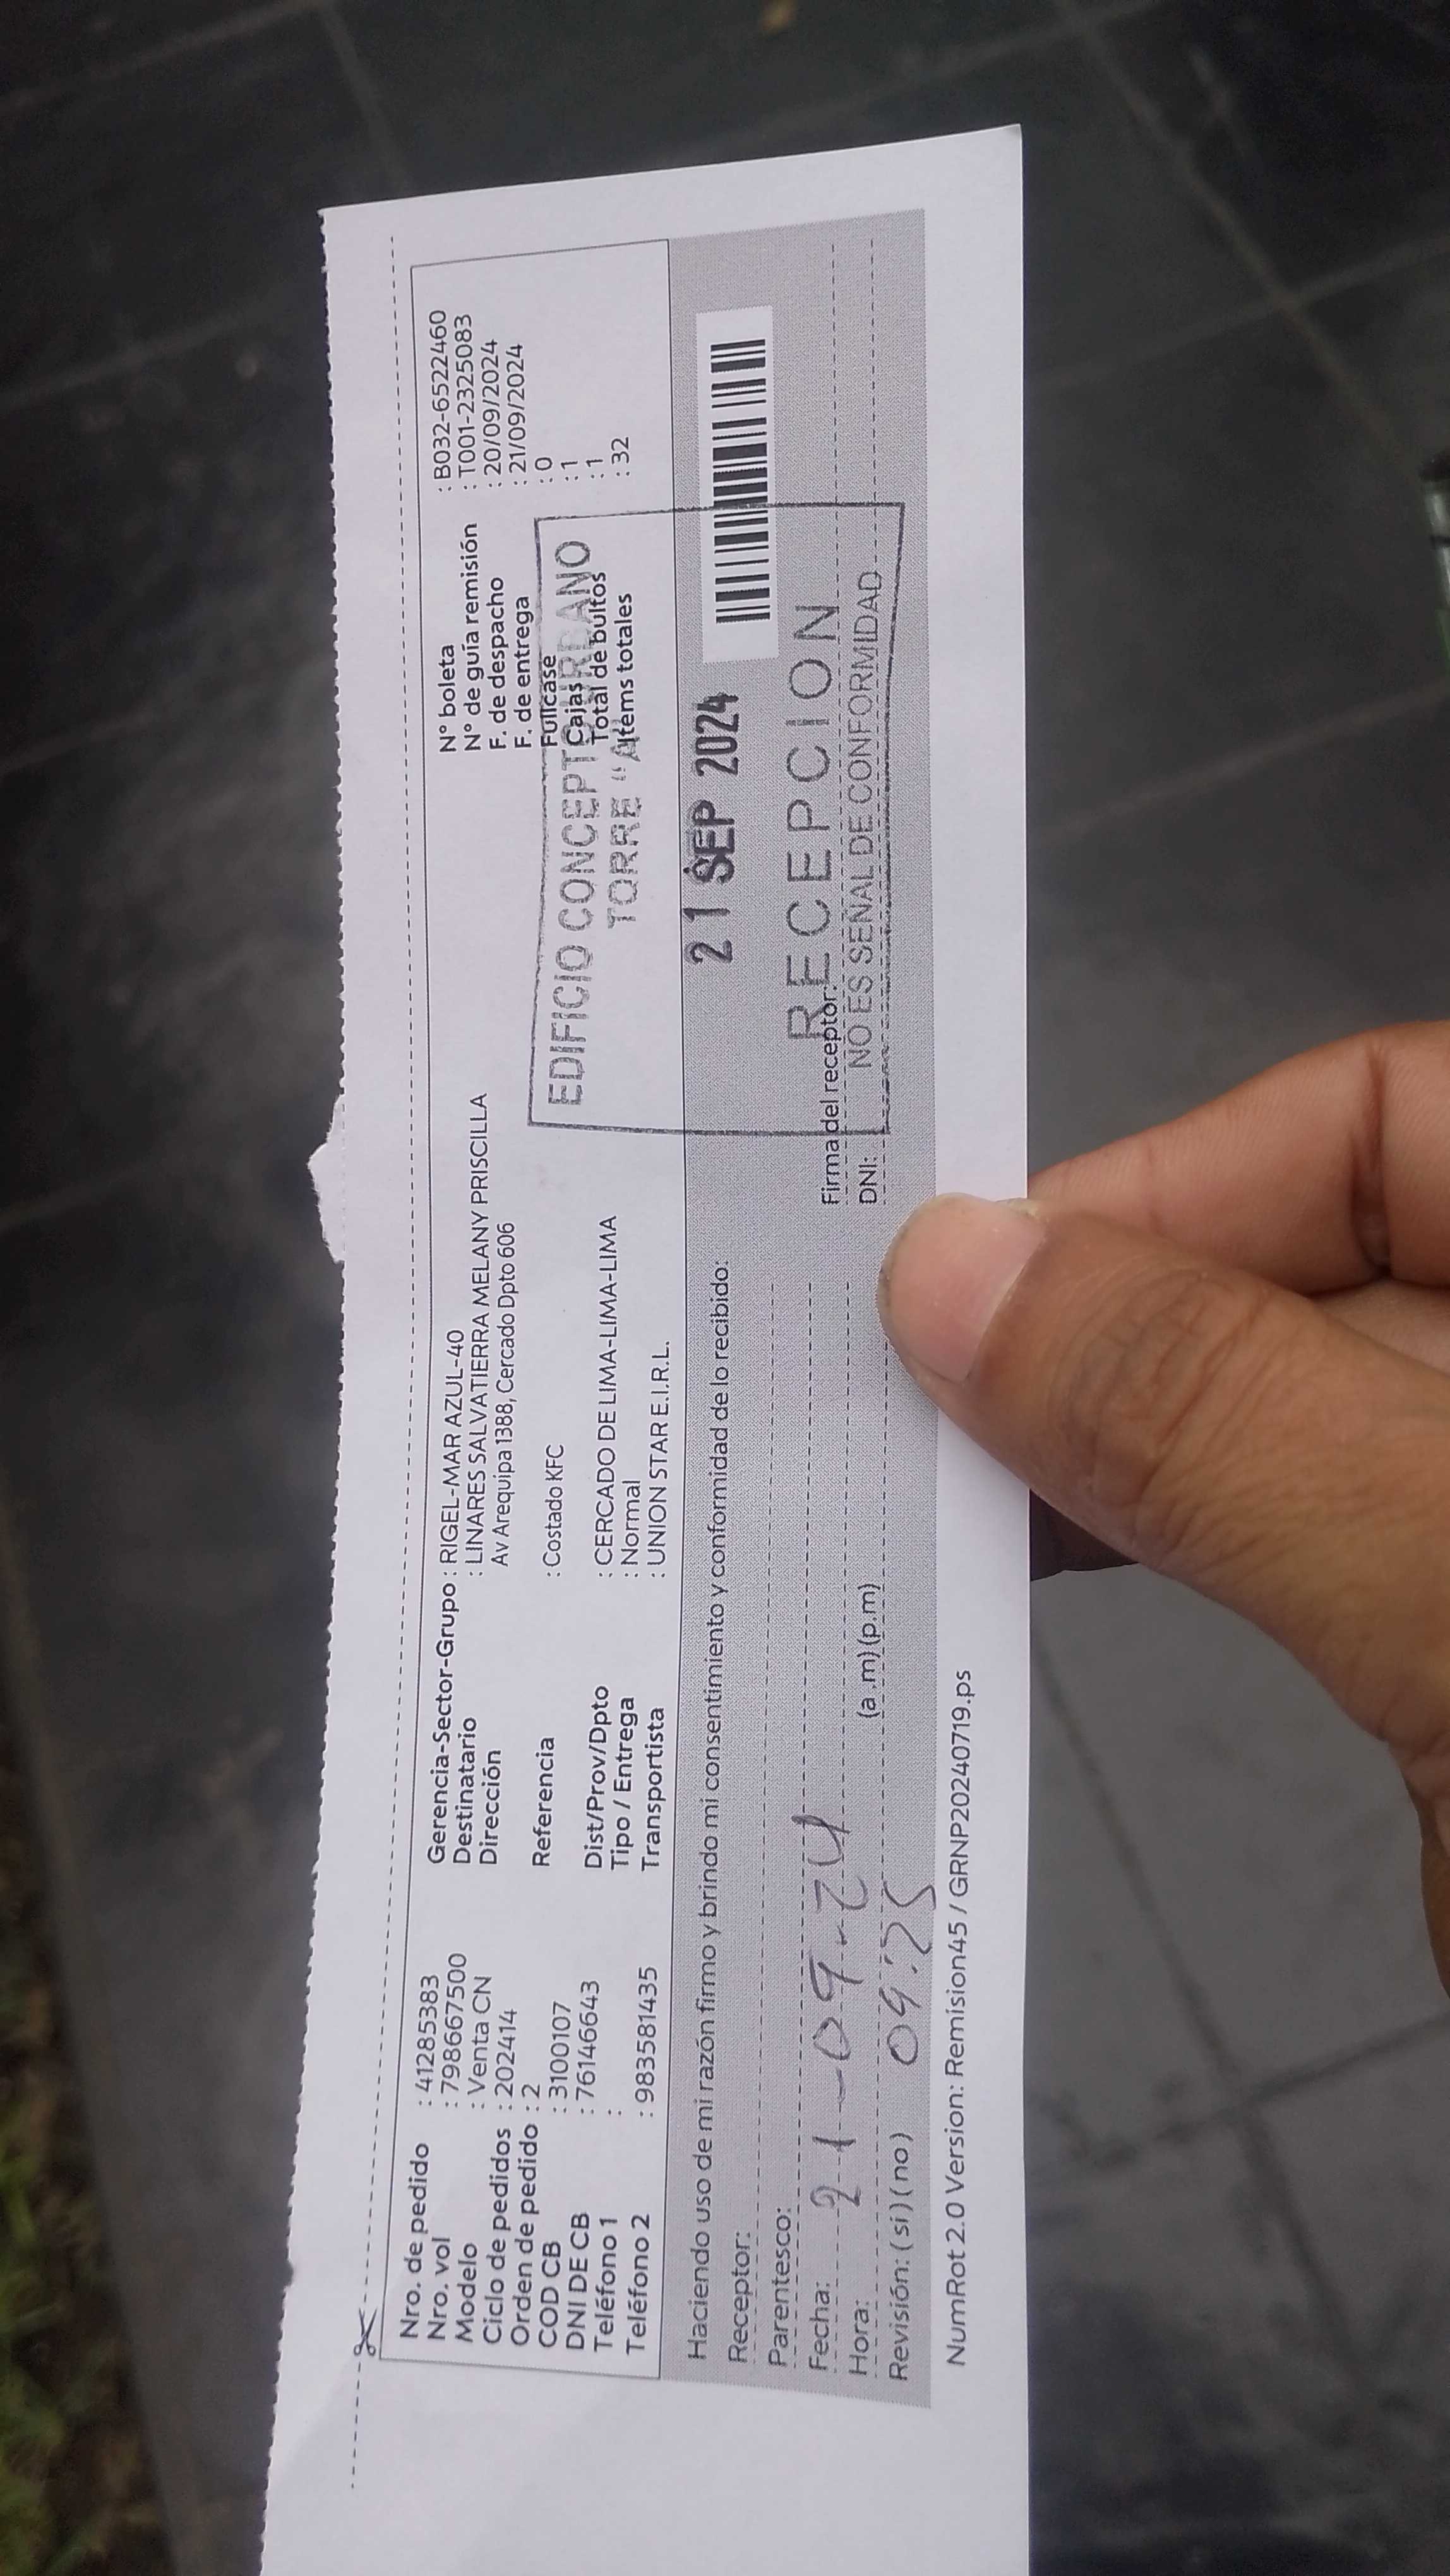 Nro. de pedido : 41285383
Nro. vol : 798667500
Modelo : Venta CN
Ciclo de pedidos : 202414
Orden de pedido : 2
COD CB : 3100107
DNI DE CB : 76146643
Teléfono 1 :
Teléfono 2 : 983581435
Gerencia-Sector-Grupo : RIGEL-MAR AZUL-40
Destinatario : LINARES SALVATIERRA MELANY PRISCILLA
Dirección Av Arequipa 1388, Cercado Dpto 606
Referencia : Costado KFC
Dist/Prov/Dpto : CERCADO DE LIMA-LIMA-LIMA
Tipo / Entrega : Normal
Transportista : UNION STAR E.I.R.L.
N° boleta : B032-6522460
N° de guía remisión : T001-2325083
F. de despacho : 20/09/2024
F. de entrega : 21/09/2024
Fullcase : 0
Cajas : 1
Total de bultos : 1
Items totales : 32
EDIFICIO CONCEPTO URBANO
TORRE "A"
21 SEP 2024
RECEPCION
NO ES SEÑAL DE CONFORMIDAD
Haciendo uso de mi razón firmo y brindo mi consentimiento y conformidad de lo recibido:
Receptor:
Parentesco:
Fecha: 21-09-24
Hora: 09:25 (a .m) (p.m)
Revisión: ( si ) ( no )
Firma del receptor:
DNI:
NumRot 2.0 Version: Remision45 / GRNP20240719.ps